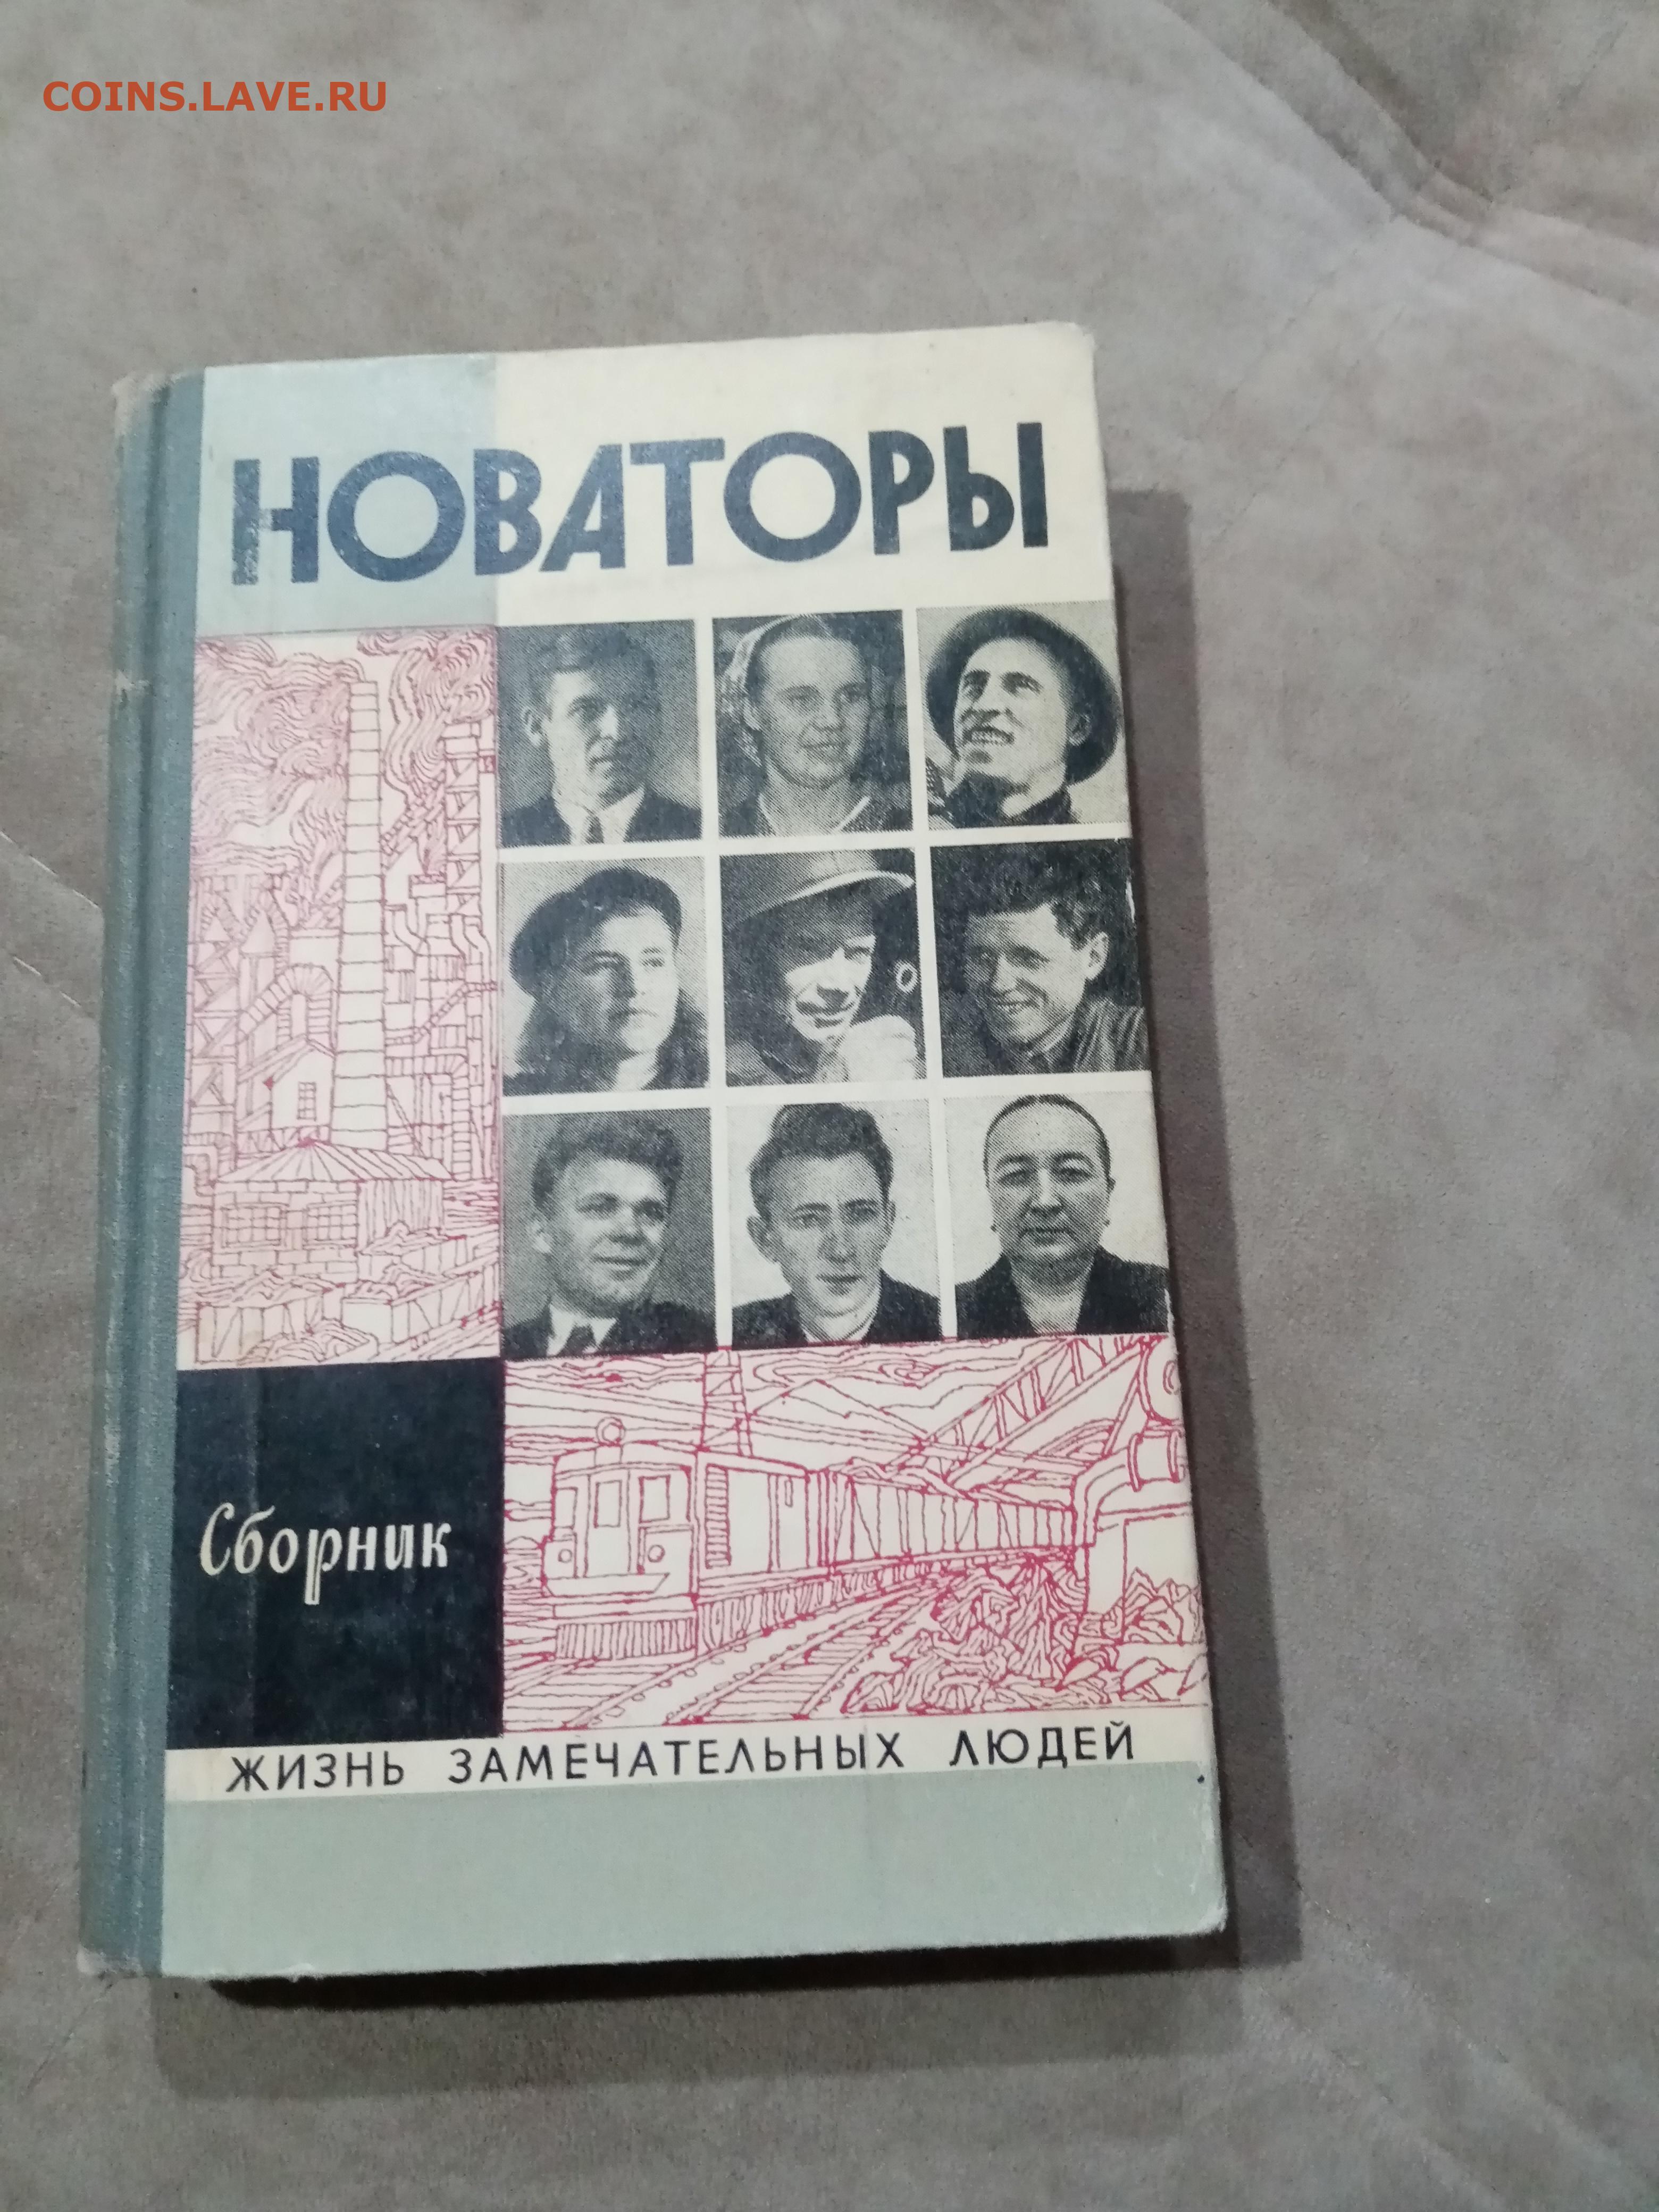 COINS.LAVE.RU
НОВАТОРЫ
Сборник
ЖИЗНЬ ЗАМЕЧАТЕЛЬНЫХ ЛЮДЕЙ